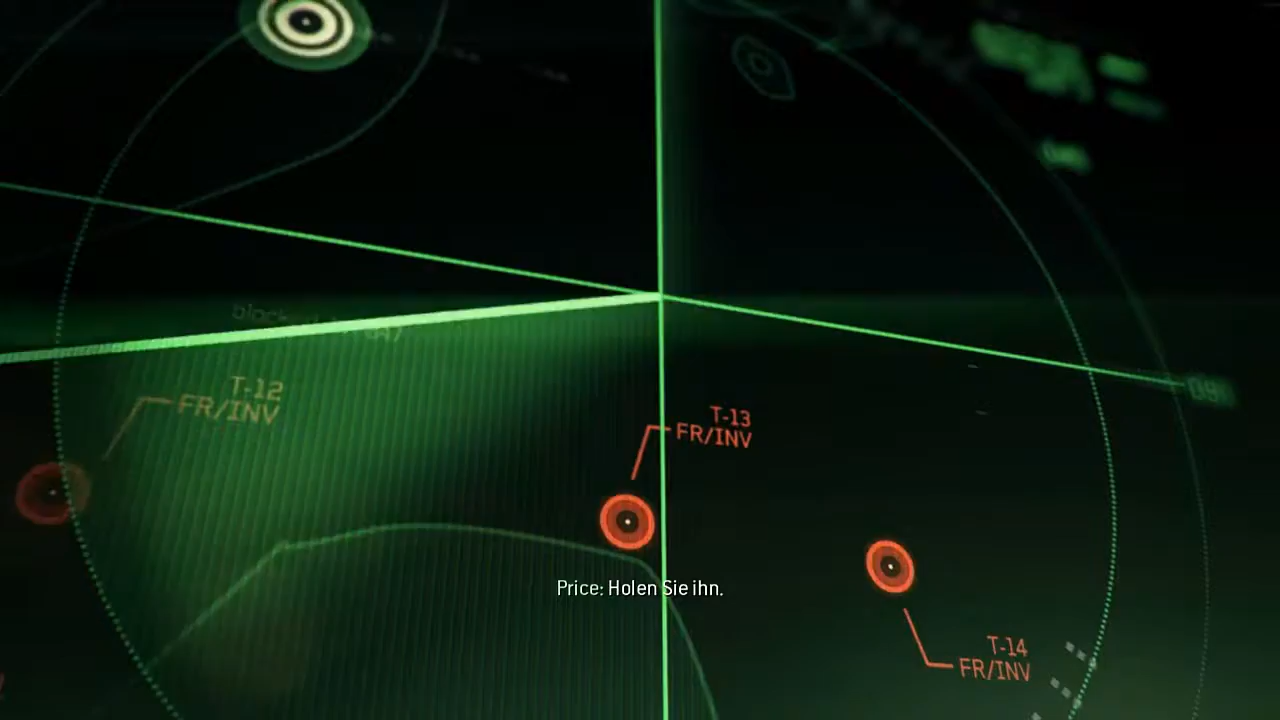 T-12
FR/INV
T-13
FR/INV
Price: Holen Sie ihn.
T-14
FR/INV